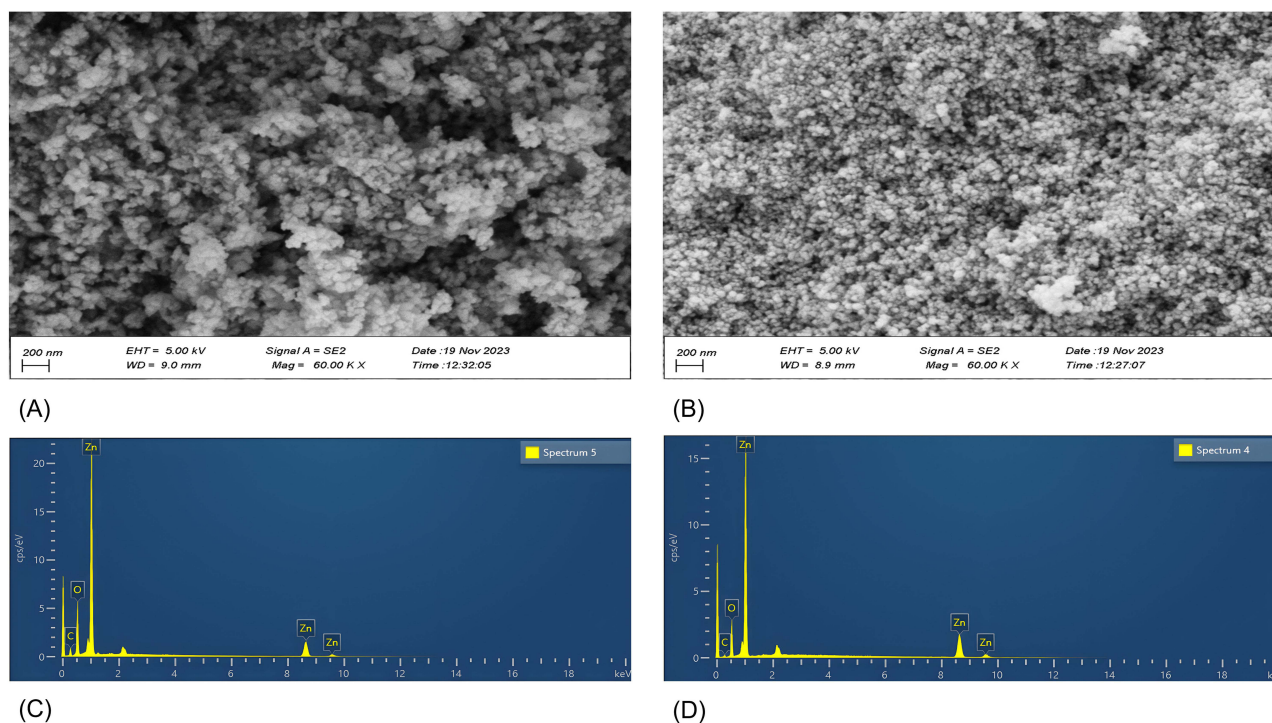 200 nm
EHT = 5.00 kV
Signal A = SE2
Date :19 Nov 2023
WD = 9.0 mm
Mag = 60.00 K X
Time :12:32:05
200 nm
EHT = 5.00 kV
Signal A = SE2
Date :19 Nov 2023
WD = 8.9 mm
Mag = 60.00 K X
Time :12:27:07
(A)
(B)
Zn
Spectrum 5
20
cps/eV
10
O
5
C
Zn
Zn
0
0 2 4 6 8 10 12 14 16 18 keV
Zn
Spectrum 4
15
10
cps/eV
5
O
C
Zn
Zn
0
0 2 4 6 8 10 12 14 16 18 ke
(C)
(D)